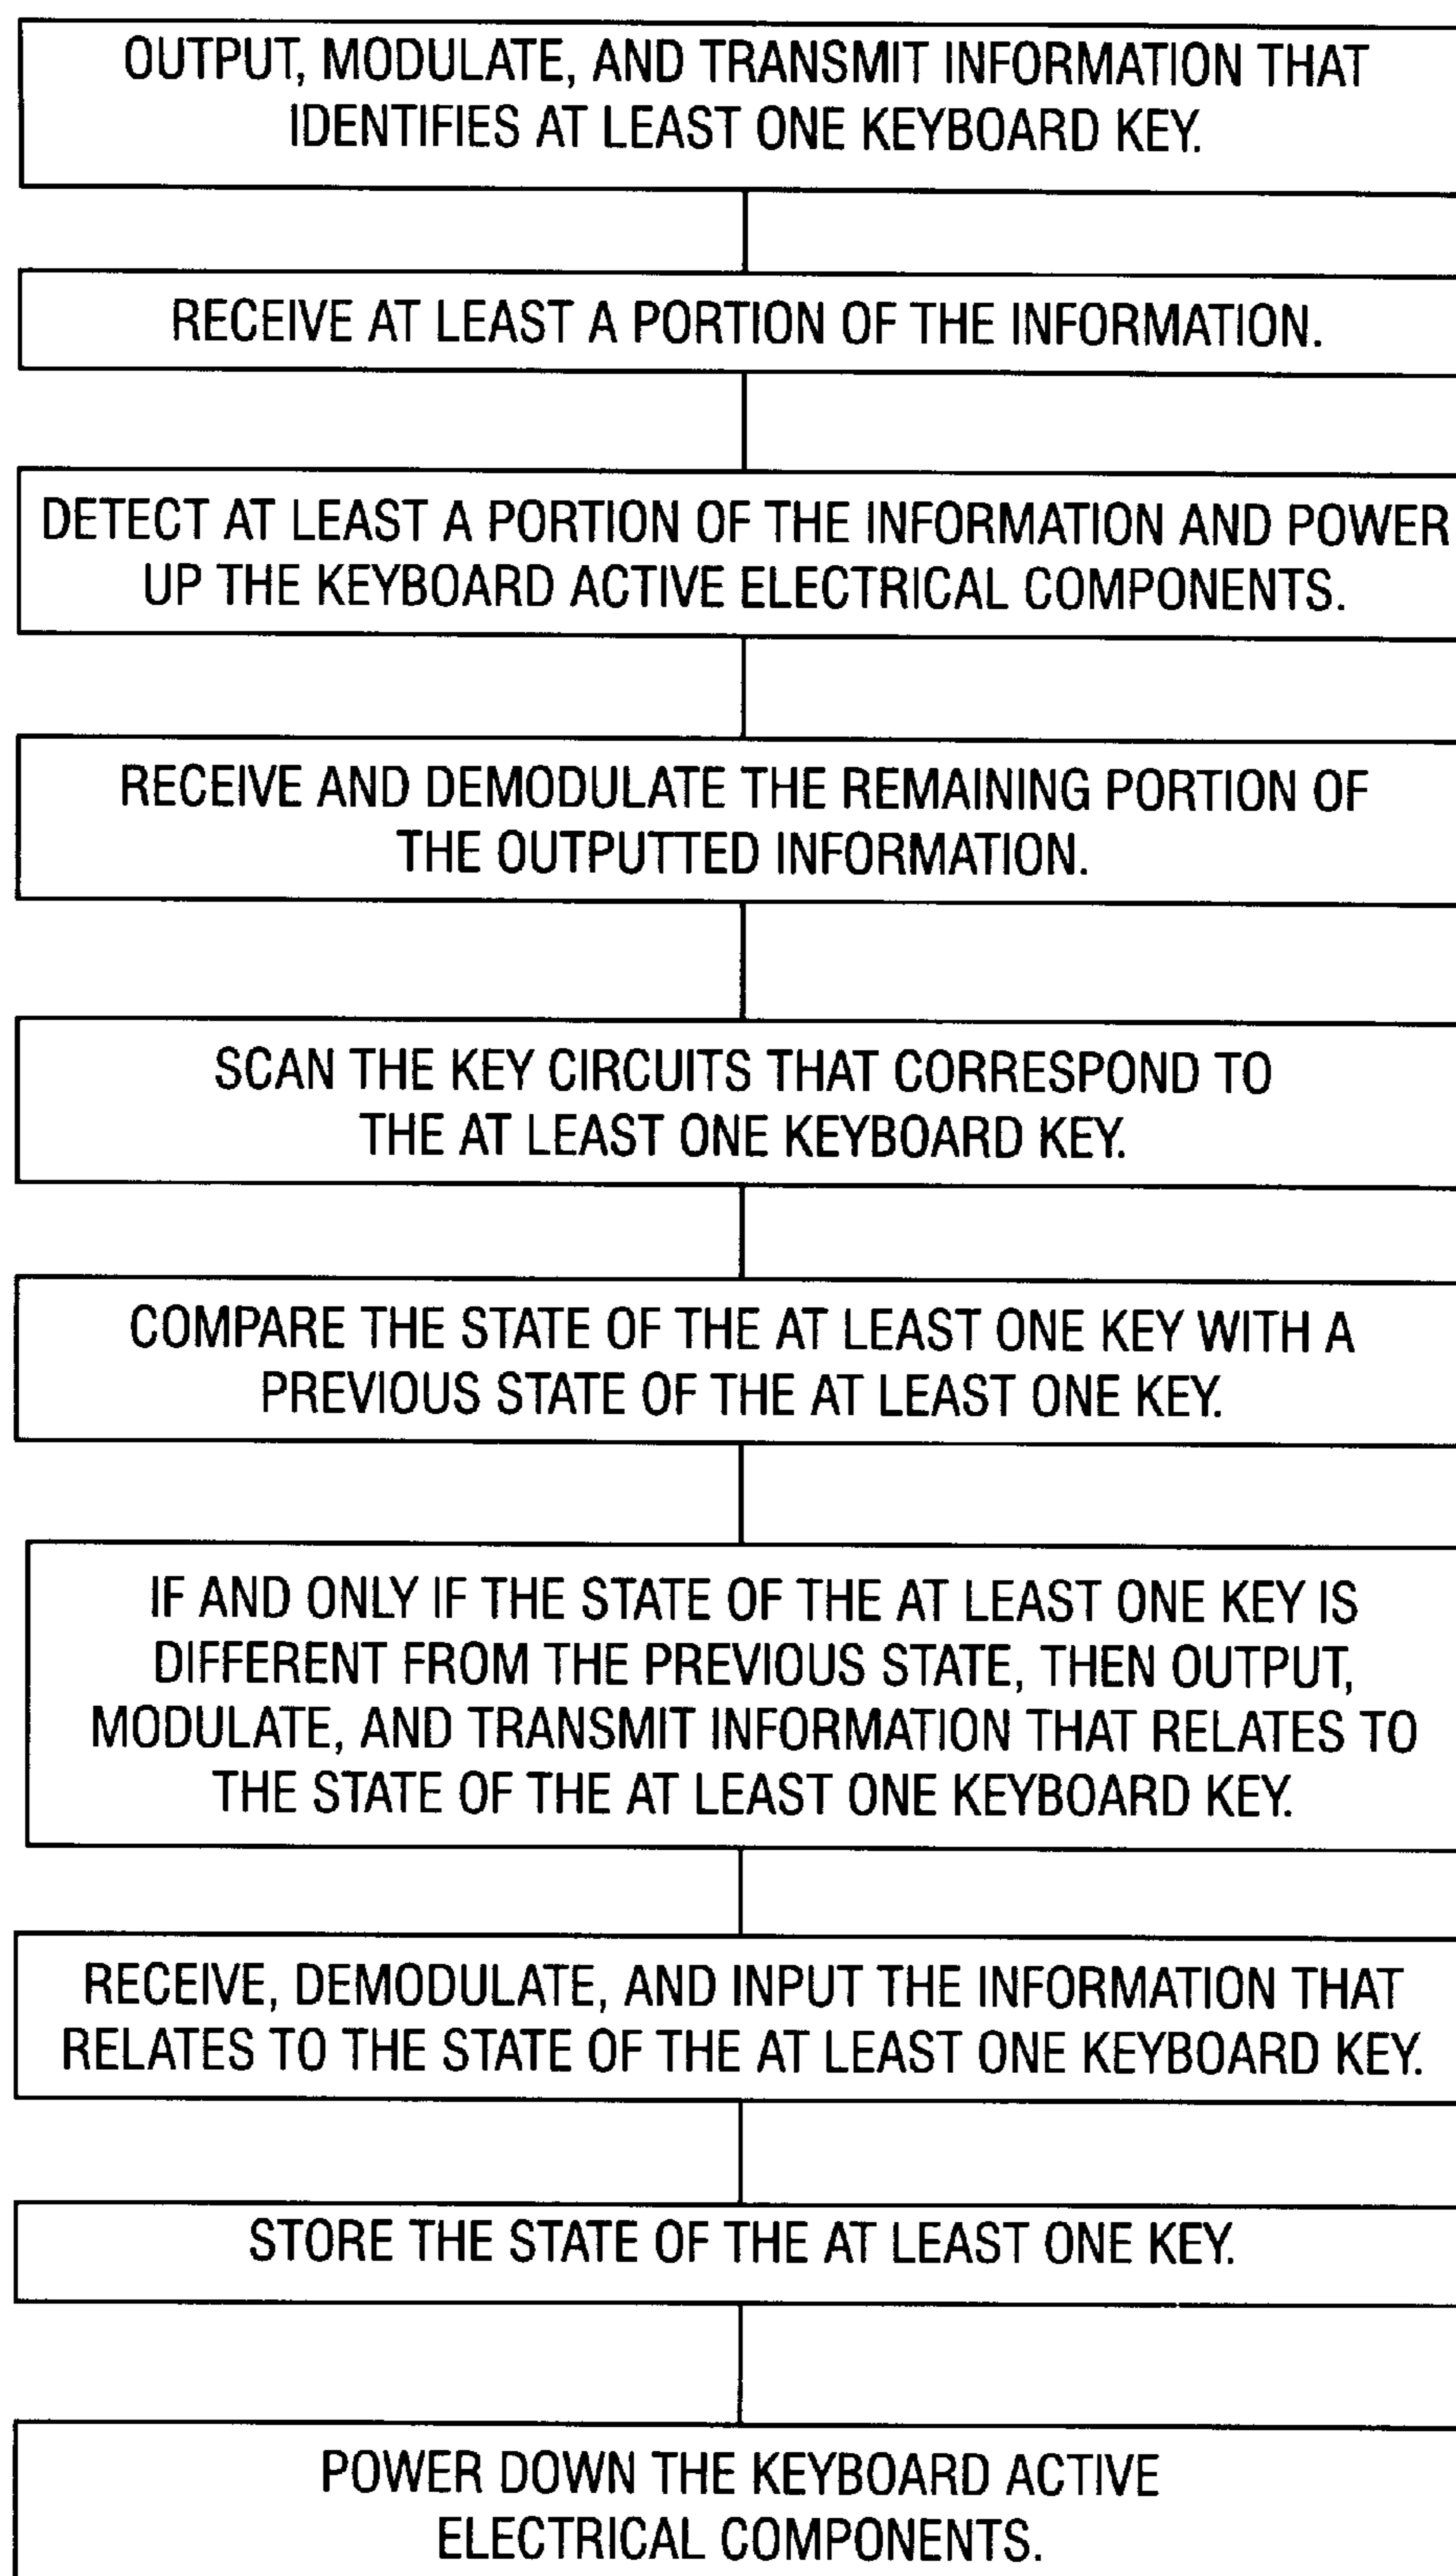 OUTPUT, MODULATE, AND TRANSMIT INFORMATION THAT
IDENTIFIES AT LEAST ONE KEYBOARD KEY.
RECEIVE AT LEAST A PORTION OF THE INFORMATION.
DETECT AT LEAST A PORTION OF THE INFORMATION AND POWER
UP THE KEYBOARD ACTIVE ELECTRICAL COMPONENTS.
RECEIVE AND DEMODULATE THE REMAINING PORTION OF
THE OUTPUTTED INFORMATION.
SCAN THE KEY CIRCUITS THAT CORRESPOND TO
THE AT LEAST ONE KEYBOARD KEY.
COMPARE THE STATE OF THE AT LEAST ONE KEY WITH A
PREVIOUS STATE OF THE AT LEAST ONE KEY.
IF AND ONLY IF THE STATE OF THE AT LEAST ONE KEY IS
DIFFERENT FROM THE PREVIOUS STATE, THEN OUTPUT,
MODULATE, AND TRANSMIT INFORMATION THAT RELATES TO
THE STATE OF THE AT LEAST ONE KEYBOARD KEY.
RECEIVE, DEMODULATE, AND INPUT THE INFORMATION THAT
RELATES TO THE STATE OF THE AT LEAST ONE KEYBOARD KEY.
STORE THE STATE OF THE AT LEAST ONE KEY.
POWER DOWN THE KEYBOARD ACTIVE
ELECTRICAL COMPONENTS.